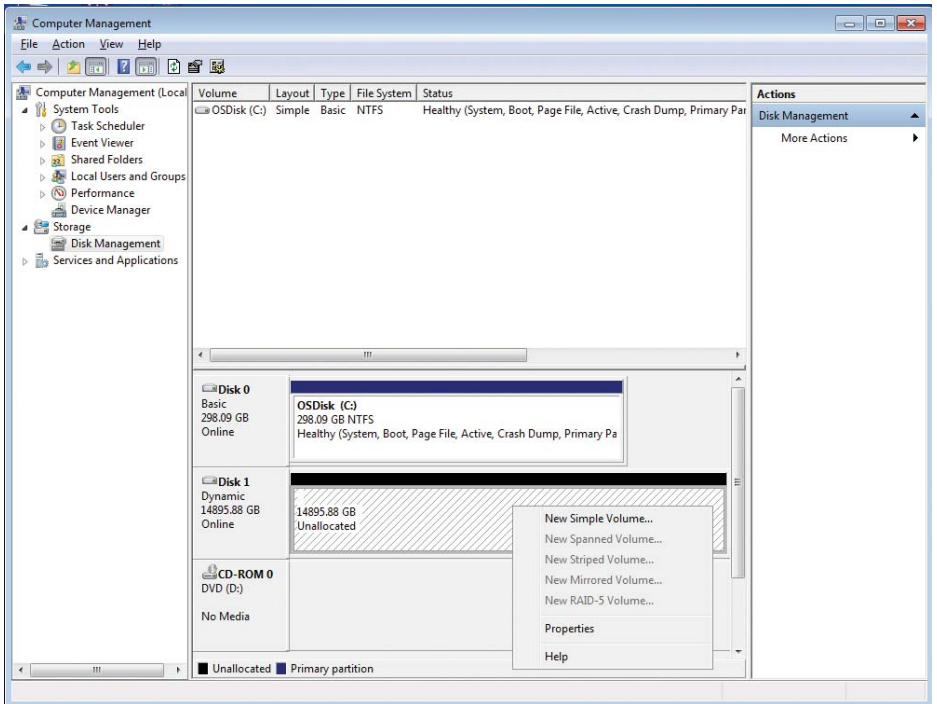 Computer Management
File Action View Help
Computer Management (Local
System Tools
Task Scheduler
Event Viewer
Shared Folders
Local Users and Groups
Performance
Device Manager
Storage
Disk Management
Services and Applications
Volume Layout Type File System Status
OSDisk (C:) Simple Basic NTFS Healthy (System, Boot, Page File, Active, Crash Dump, Primary Par
Disk 0
Basic
298.09 GB
Online
OSDisk (C:)
298.09 GB NTFS
Healthy (System, Boot, Page File, Active, Crash Dump, Primary Pa
Disk 1
Dynamic
14895.88 GB
Online
14895.88 GB
Unallocated
New Simple Volume...
New Spanned Volume...
New Striped Volume...
New Mirrored Volume...
New RAID-5 Volume...
Properties
Help
CD-ROM 0
DVD (D:)
No Media
Unallocated Primary partition
Actions
Disk Management
More Actions